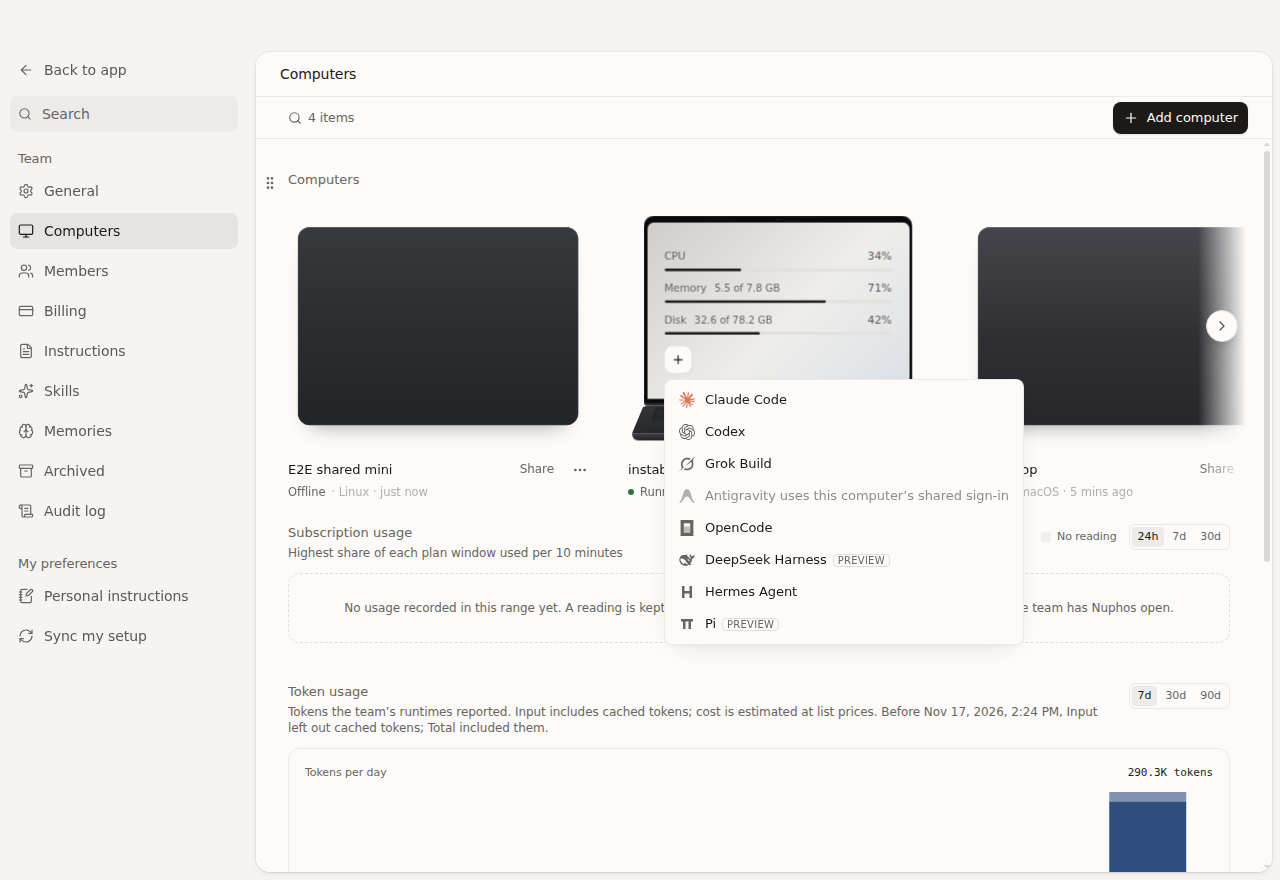 Back to app
Search
Team
General
Computers
Members
Billing
Instructions
Skills
Memories
Archived
Audit log
My preferences
Personal instructions
Sync my setup
Computers
4 items
Add computer
Computers
CPU 34%
Memory 5.5 of 7.8 GB 71%
Disk 32.6 of 78.2 GB 42%
Claude Code
Codex
Grok Build
Antigravity uses this computer’s shared sign-in
OpenCode
DeepSeek Harness PREVIEW
Hermes Agent
Pi PREVIEW
E2E shared mini
Share
Offline · Linux · just now
Share
macOS · 5 mins ago
Subscription usage
Highest share of each plan window used per 10 minutes
No reading
24h 7d 30d
No usage recorded in this range yet. A reading is kept
team has Nuphos open.
Token usage
7d 30d 90d
Tokens the team’s runtimes reported. Input includes cached tokens; cost is estimated at list prices. Before Nov 17, 2026, 2:24 PM, Input
left out cached tokens; Total included them.
Tokens per day
290.3K tokens